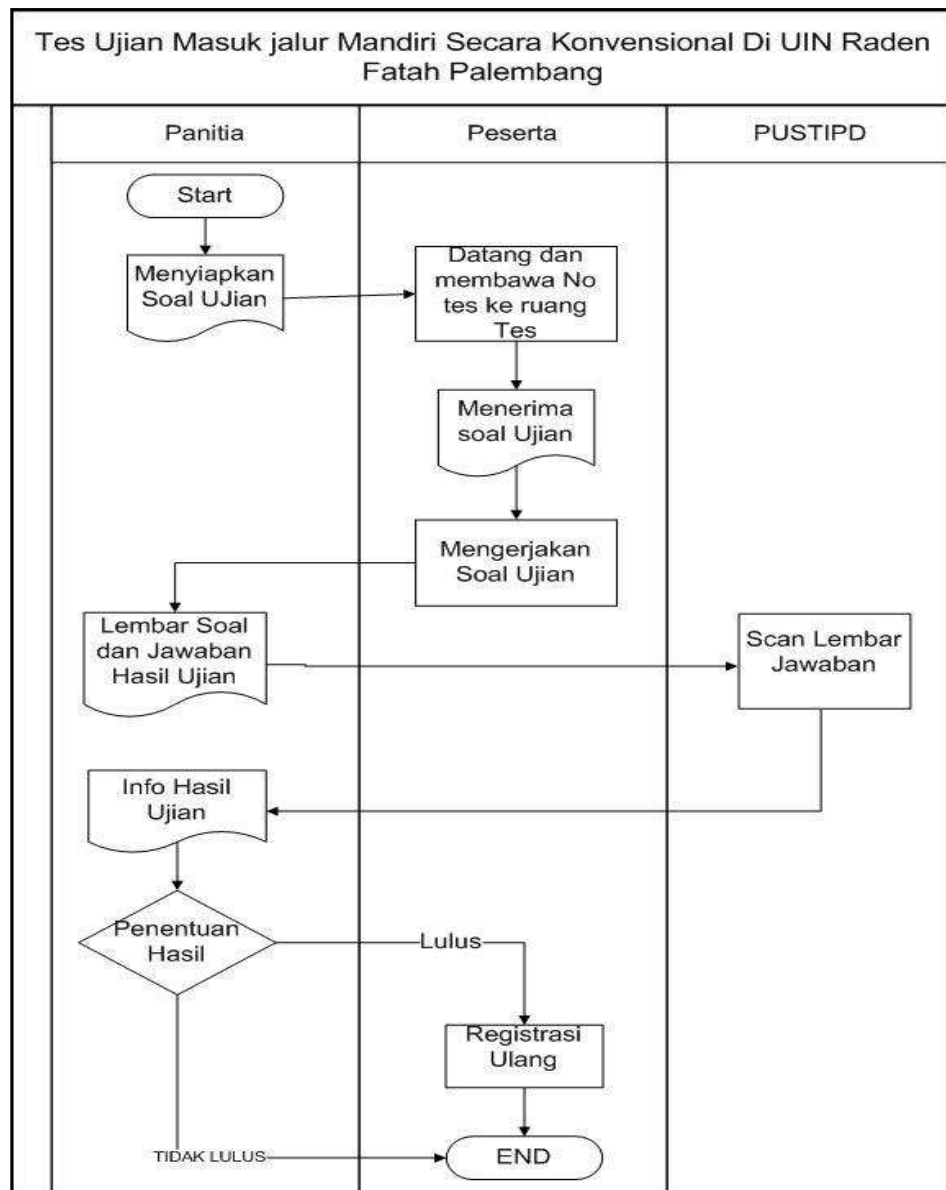 Tes Ujian Masuk jalur Mandiri Secara Konvensional Di UIN Raden
Fatah Palembang
Panitia
Peserta
PUSTIPD
Start
Menyiapkan
Soal UJian
Datang dan
membawa No
tes ke ruang
Tes
Menerima
soal Ujian
Mengerjakan
Soal Ujian
Lembar Soal
dan Jawaban
Hasil Ujian
Scan Lembar
Jawaban
Info Hasil
Ujian
Penentuan
Hasil
Lulus
Registrasi
Ulang
TIDAK LULUS
END